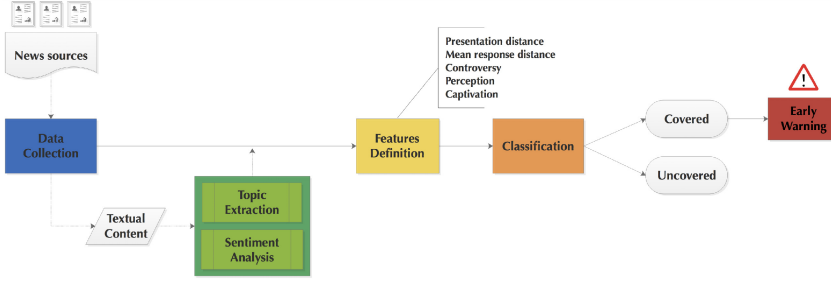 News sources
Data
Collection
Textual
Content
Topic
Extraction
Sentiment
Analysis
Presentation distance
Mean response distance
Controversy
Perception
Captivation
Features
Definition
Classification
Covered
Uncovered
Early
Warning